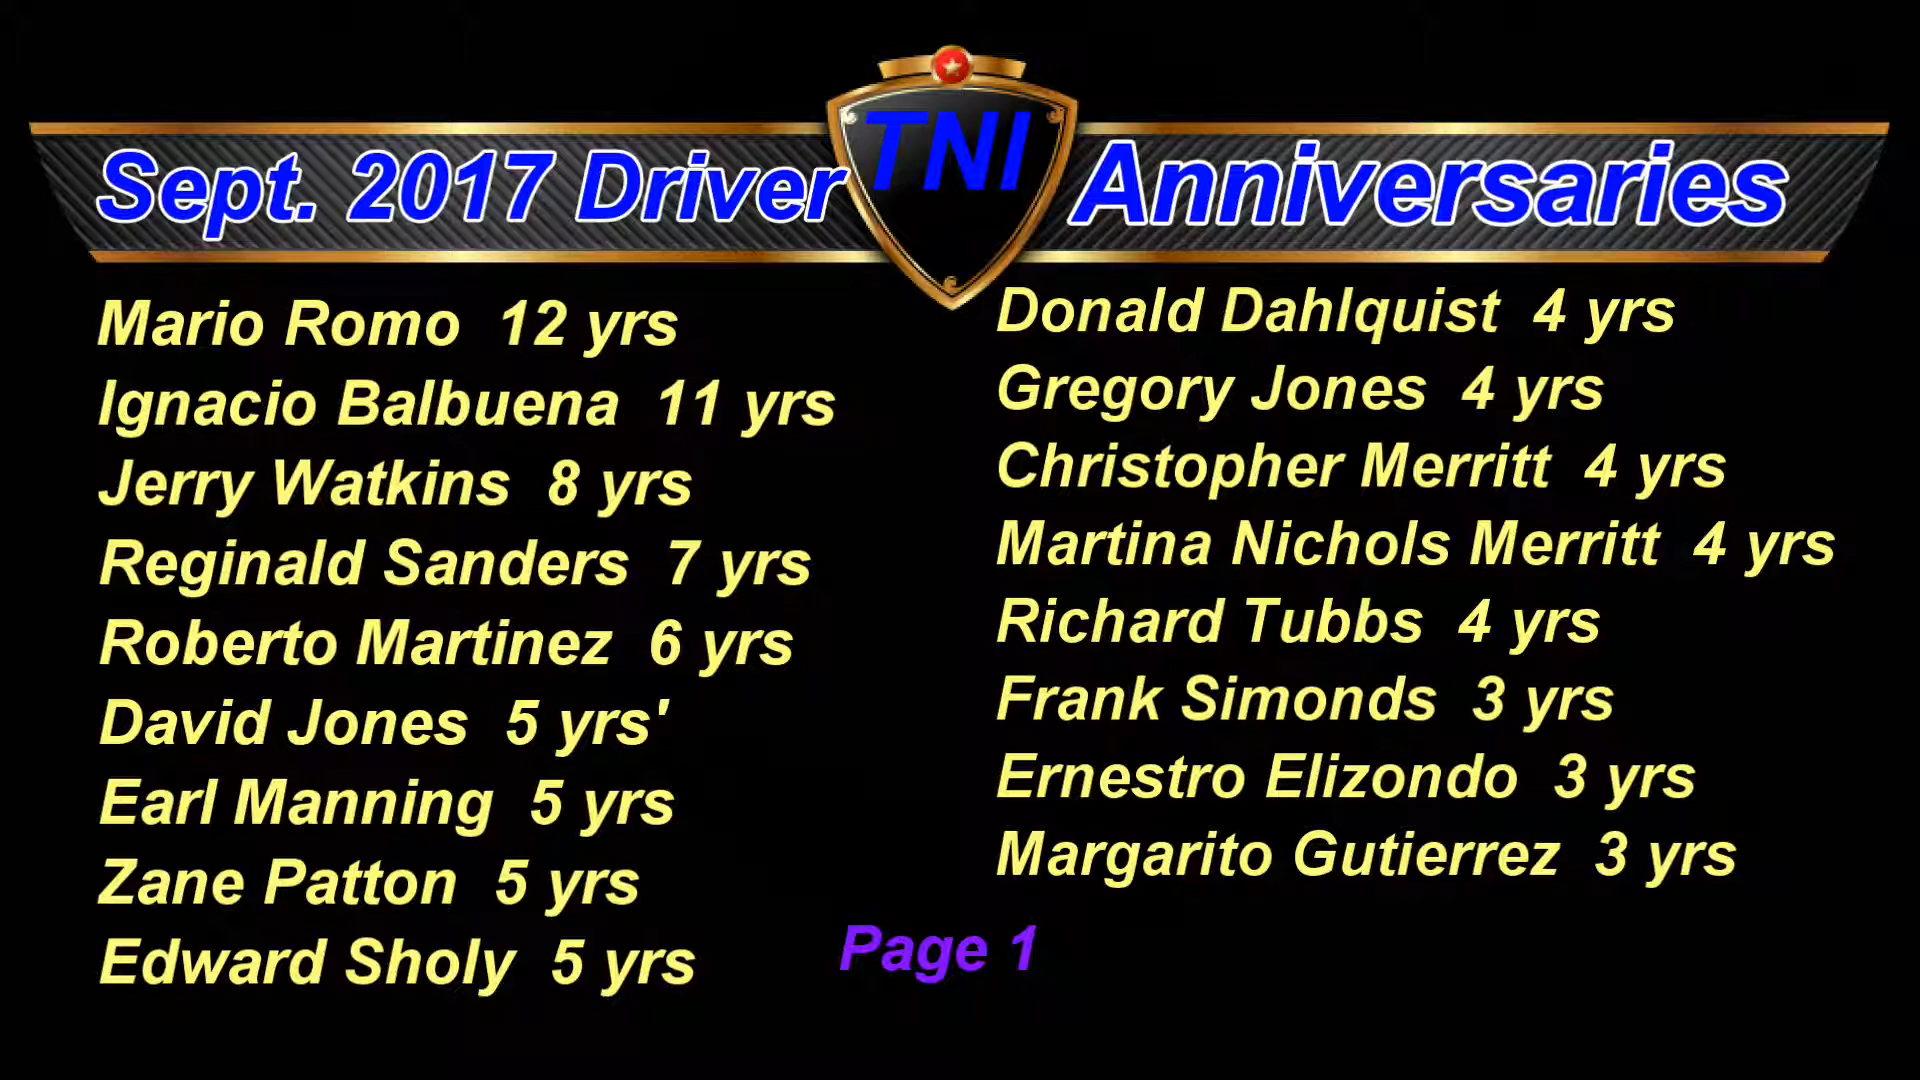 Sept. 2017 Driver TNI Anniversaries
Mario Romo 12 yrs
Ignacio Balbuena 11 yrs
Jerry Watkins 8 yrs
Reginald Sanders 7 yrs
Roberto Martinez 6 yrs
David Jones 5 yrs'
Earl Manning 5 yrs
Zane Patton 5 yrs
Edward Sholy 5 yrs
Donald Dahlquist 4 yrs
Gregory Jones 4 yrs
Christopher Merritt 4 yrs
Martina Nichols Merritt 4 yrs
Richard Tubbs 4 yrs
Frank Simonds 3 yrs
Ernestro Elizondo 3 yrs
Margarito Gutierrez 3 yrs
Page 1